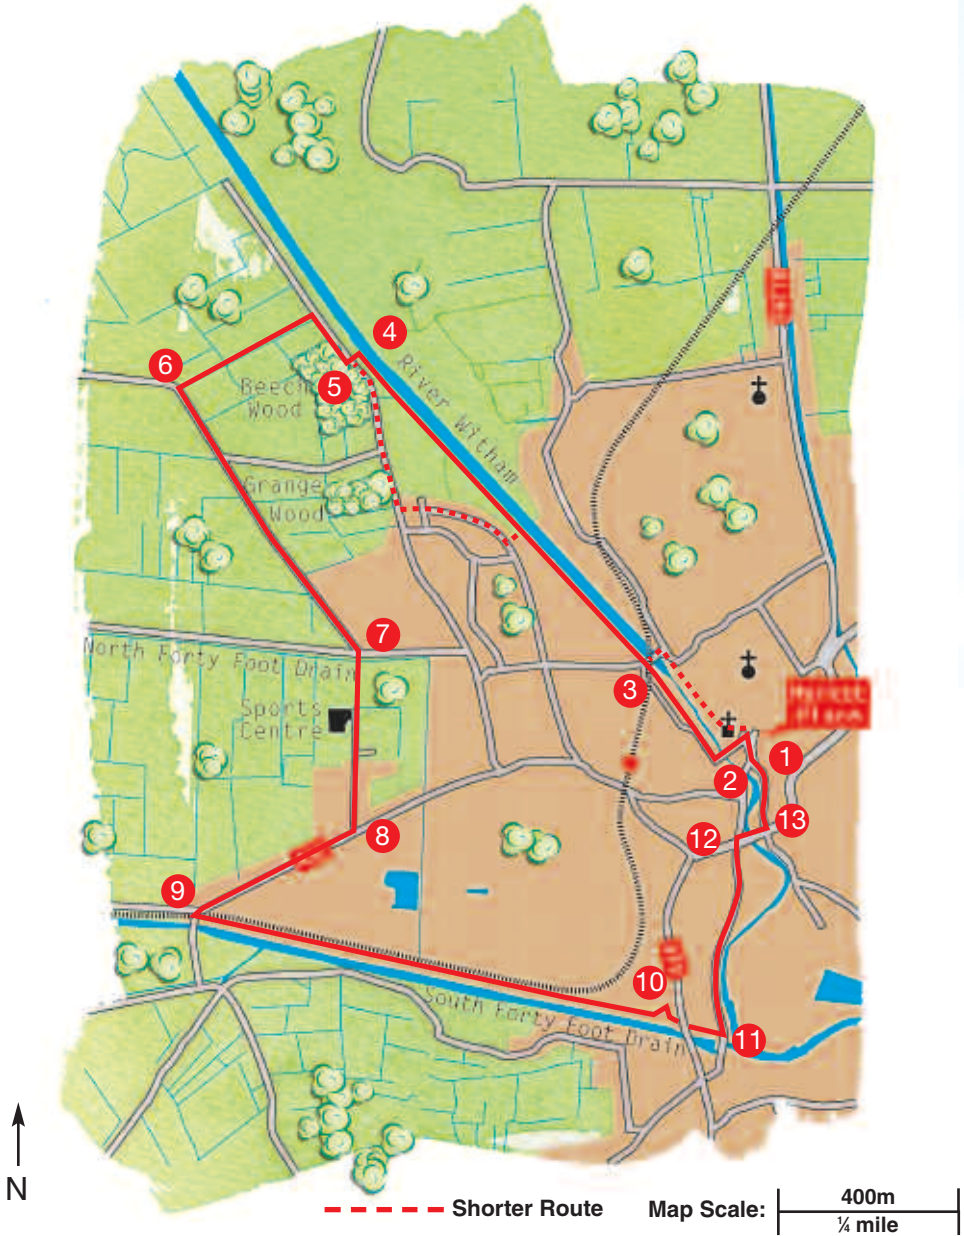 4
River Witham
5
6
Beech
Wood
Grange
Wood
7
North Forty Foot Drain
3
Sports
Centre
1
2
13
12
8
9
10
South Forty Foot Drain
11
N
Shorter Route
Map Scale:
400m
¼ mile